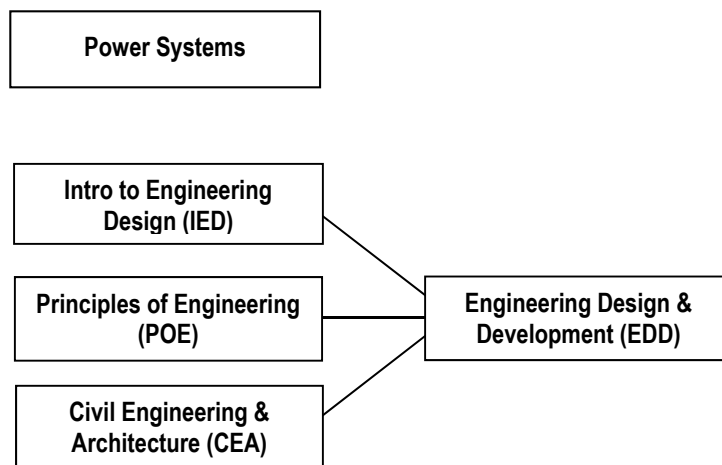 Power Systems
Intro to Engineering
Design (IED)
Principles of Engineering
(POE)
Engineering Design &
Development (EDD)
Civil Engineering &
Architecture (CEA)